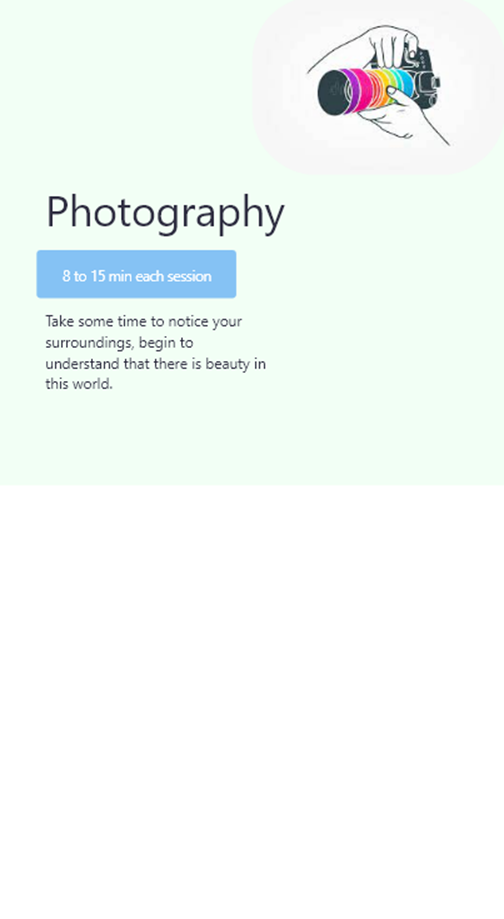 Photography
8 to 15 min each session
Take some time to notice your
surroundings, begin to
understand that there is beauty in
this world.